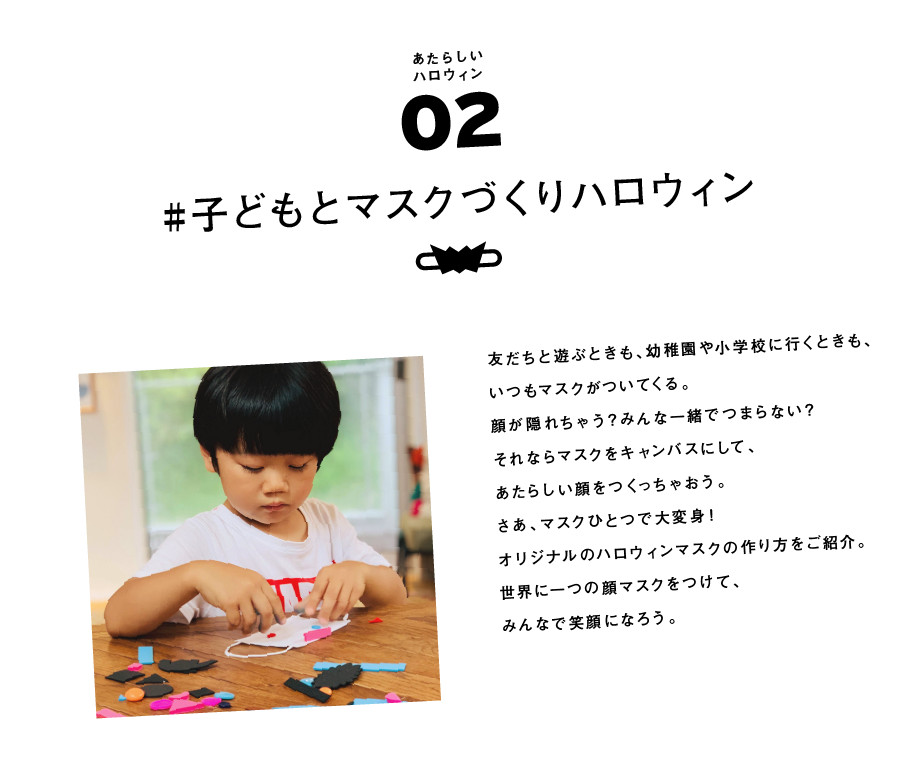 あたらしい
ハロウィン
02
#子どもとマスクづくりハロウィン
友だちと遊ぶときも、幼稚園や小学校に行くときも、
いつもマスクがついてくる。
顔が隠れちゃう?みんな一緒でつまらない?
それならマスクをキャンバスにして、
あたらしい顔をつくっちゃおう。
さあ、マスクひとつで大変身!
オリジナルのハロウィンマスクの作り方をご紹介。
世界に一つの顔マスクをつけて、
みんなで笑顔になろう。